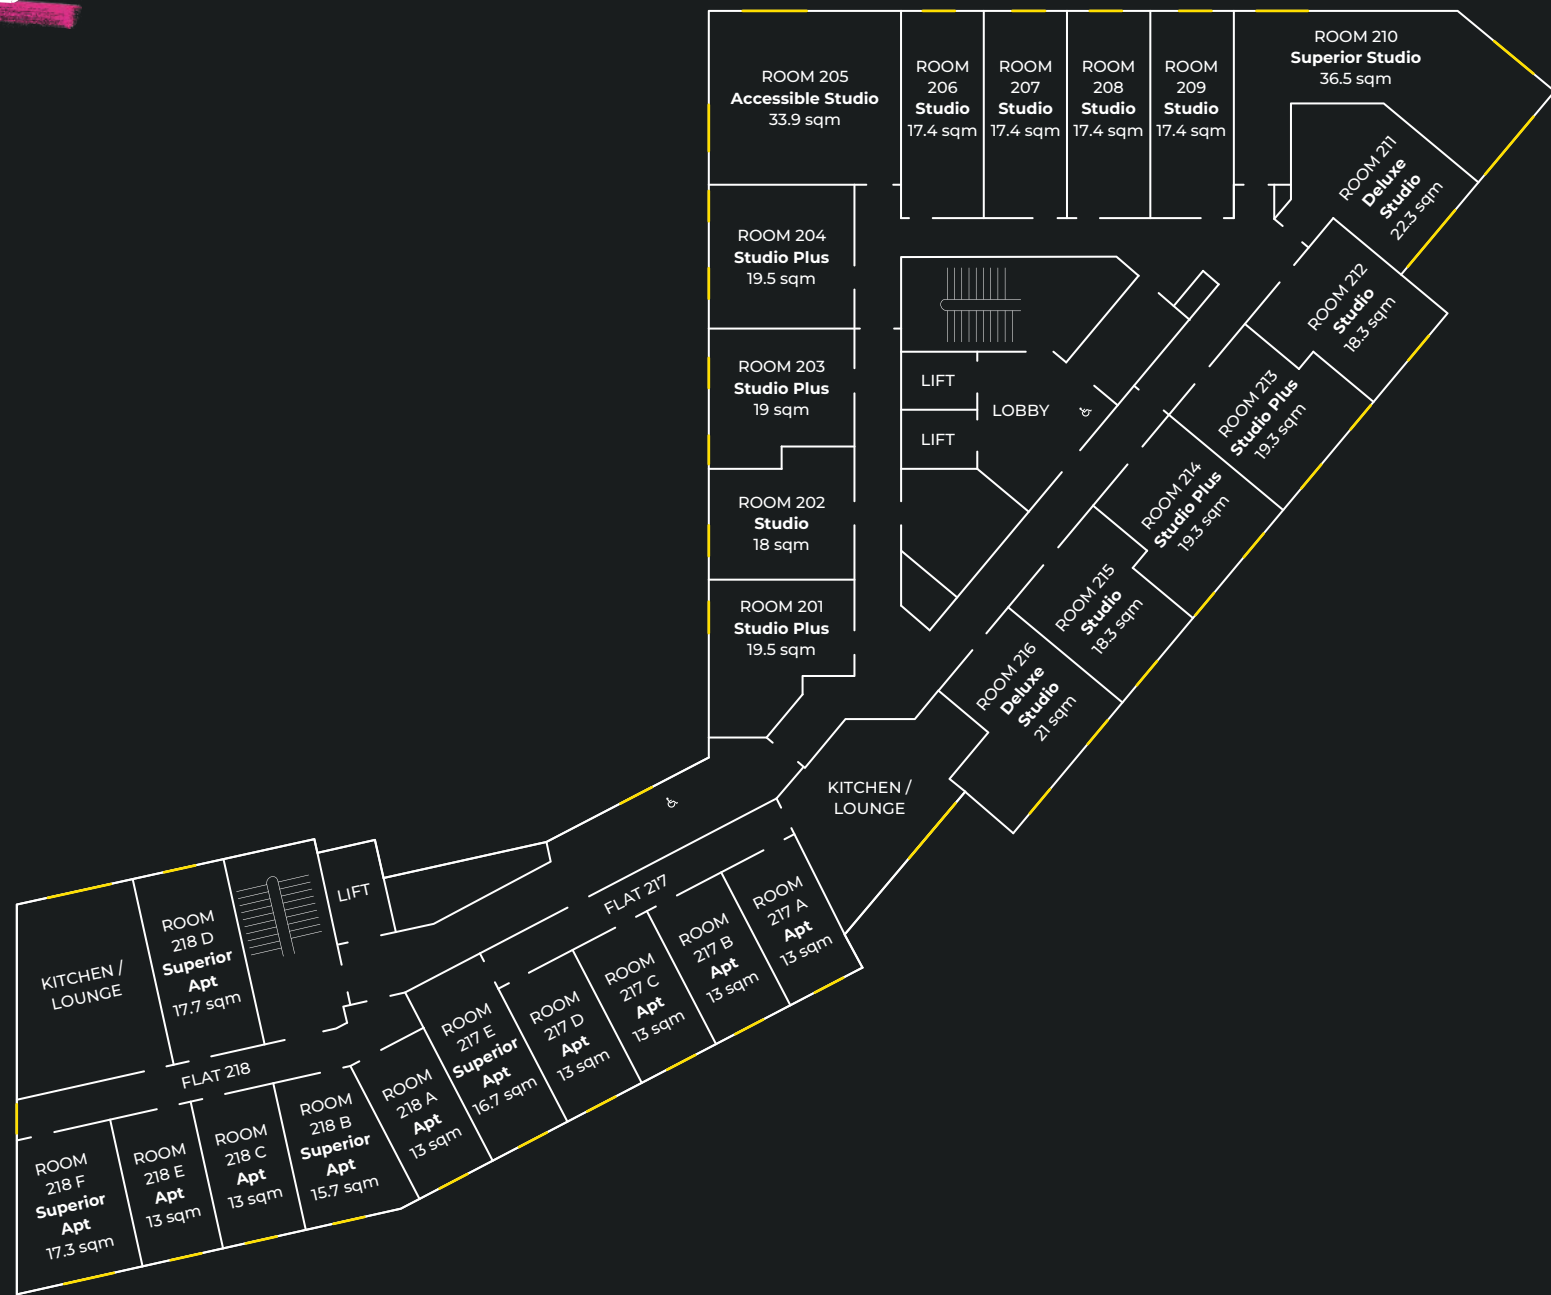 ROOM 205
Accessible Studio
33.9 sqm
ROOM
206
Studio
17.4 sqm
ROOM
207
Studio
17.4 sqm
ROOM
208
Studio
17.4 sqm
ROOM
209
Studio
17.4 sqm
ROOM 210
Superior Studio
36.5 sqm
ROOM 211
Deluxe
Studio
22.3 sqm
ROOM 204
Studio Plus
19.5 sqm
ROOM 212
Studio
18.3 sqm
ROOM 203
Studio Plus
19 sqm
LIFT
LOBBY
LIFT
ROOM 213
Studio Plus
19.3 sqm
ROOM 202
Studio
18 sqm
ROOM 214
Studio Plus
19.3 sqm
ROOM 201
Studio Plus
19.5 sqm
ROOM 215
Studio
18.3 sqm
ROOM 216
Deluxe
Studio
21 sqm
KITCHEN /
LOUNGE
LIFT
FLAT 217
ROOM
217 A
Apt
13 sqm
ROOM
217 B
Apt
13 sqm
ROOM
217 C
Apt
13 sqm
ROOM
217 D
Apt
13 sqm
ROOM
217 E
Superior
Apt
16.7 sqm
KITCHEN /
LOUNGE
ROOM
218 D
Superior
Apt
17.7 sqm
FLAT 218
ROOM
218 A
Apt
13 sqm
ROOM
218 B
Superior
Apt
15.7 sqm
ROOM
218 C
Apt
13 sqm
ROOM
218 E
Apt
13 sqm
ROOM
218 F
Superior
Apt
17.3 sqm